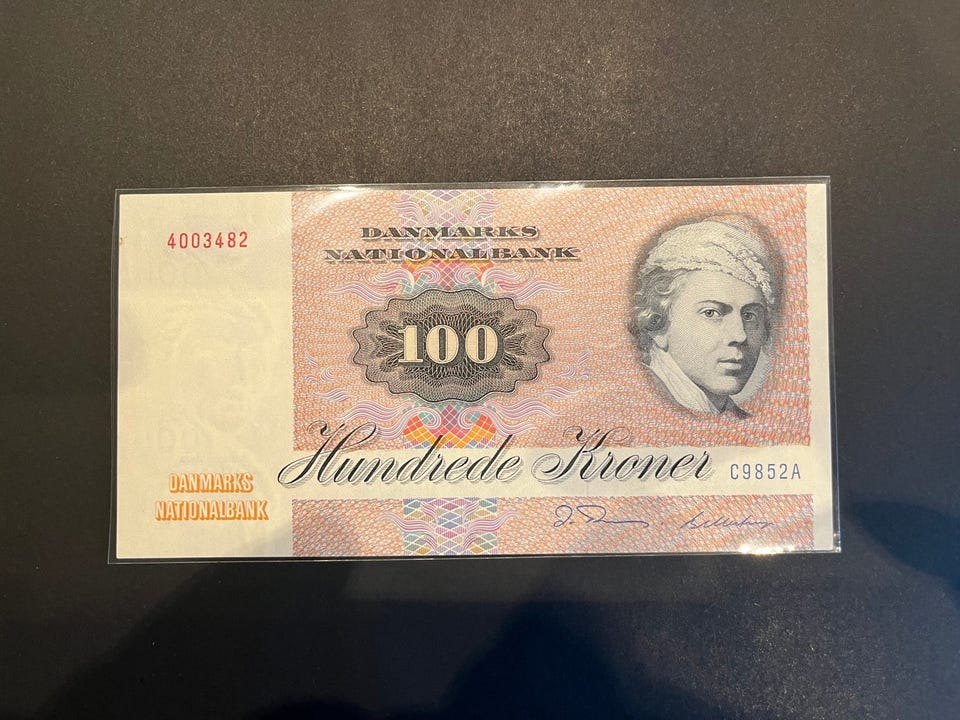 4003482
DANMARKS
NATIONALBANK
100
Hundrede Kroner
C9852A
DANMARKS
NATIONALBANK